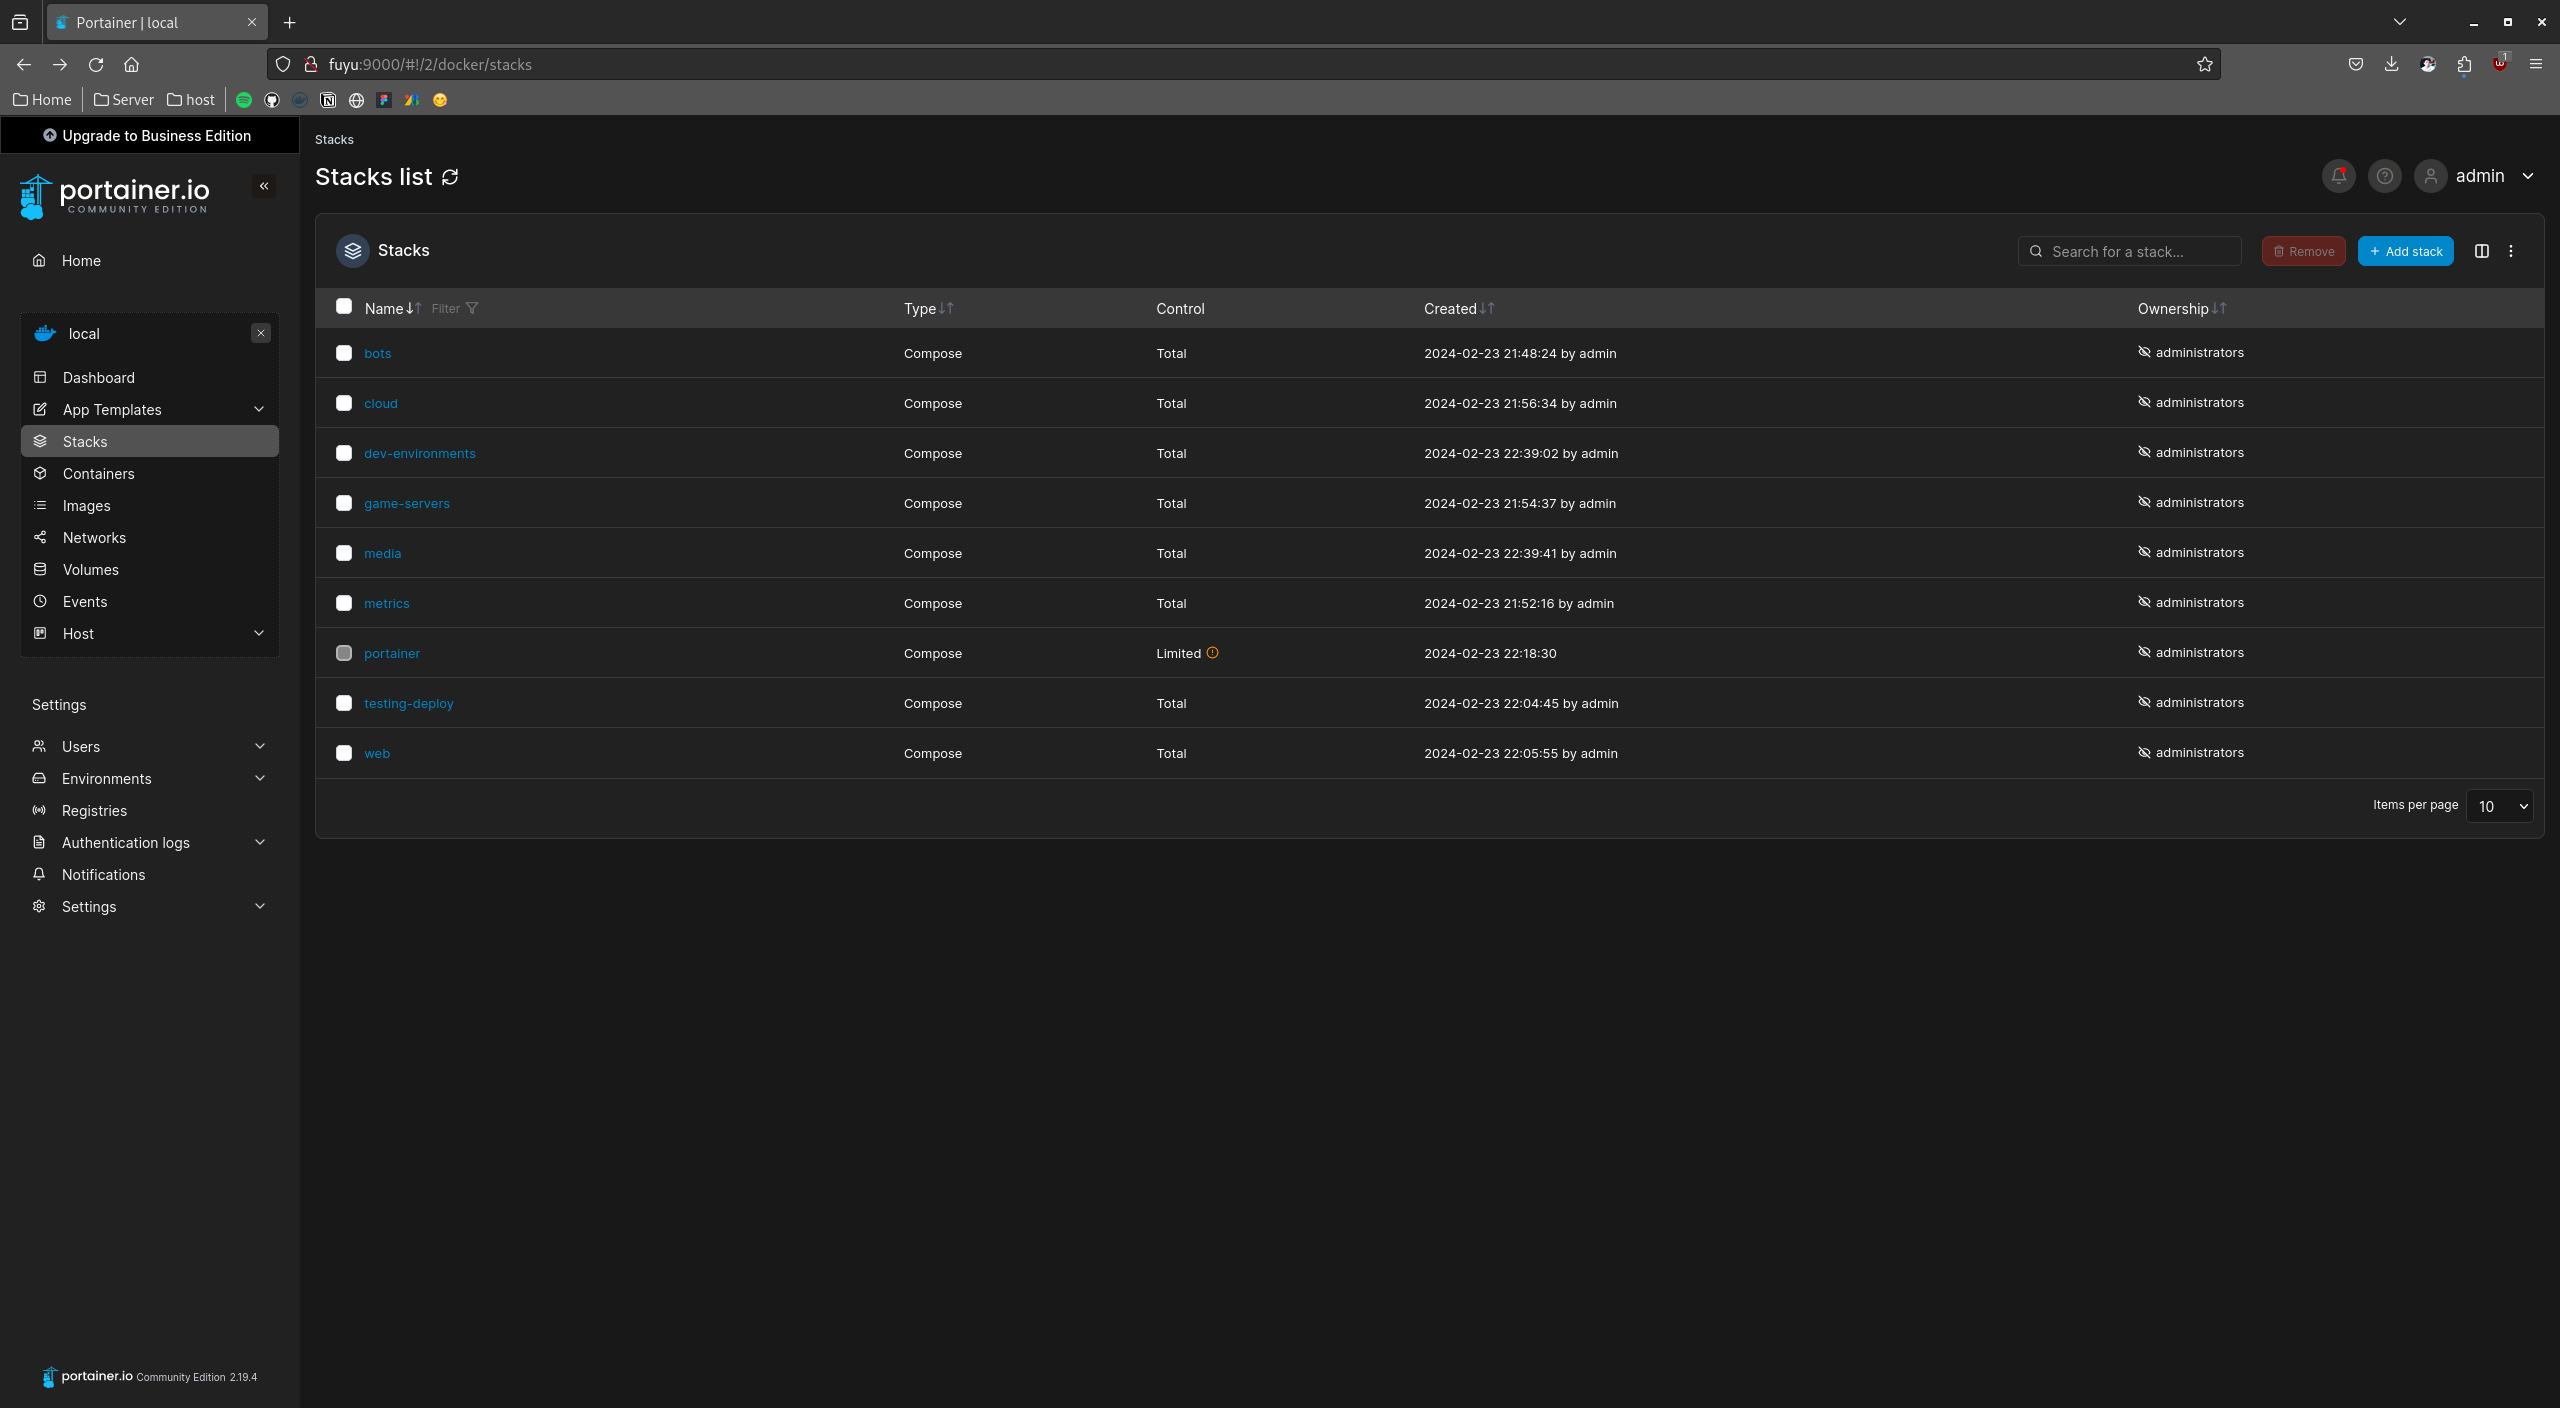 Portainer | local
fuyu:9000/#!/2/docker/stacks
1
Home Server host
Upgrade to Business Edition
portainer.io
COMMUNITY EDITION
Home
local
Dashboard
App Templates
Stacks
Containers
Images
Networks
Volumes
Events
Host
Settings
Users
Environments
Registries
Authentication logs
Notifications
Settings
portainer.io Community Edition 2.19.4
Stacks
Stacks list
admin
Stacks
Search for a stack...
Remove
Add stack
Name Filter Type Control Created Ownership
bots Compose Total 2024-02-23 21:48:24 by admin administrators
cloud Compose Total 2024-02-23 21:56:34 by admin administrators
dev-environments Compose Total 2024-02-23 22:39:02 by admin administrators
game-servers Compose Total 2024-02-23 21:54:37 by admin administrators
media Compose Total 2024-02-23 22:39:41 by admin administrators
metrics Compose Total 2024-02-23 21:52:16 by admin administrators
portainer Compose Limited 2024-02-23 22:18:30 administrators
testing-deploy Compose Total 2024-02-23 22:04:45 by admin administrators
web Compose Total 2024-02-23 22:05:55 by admin administrators
Items per page 10